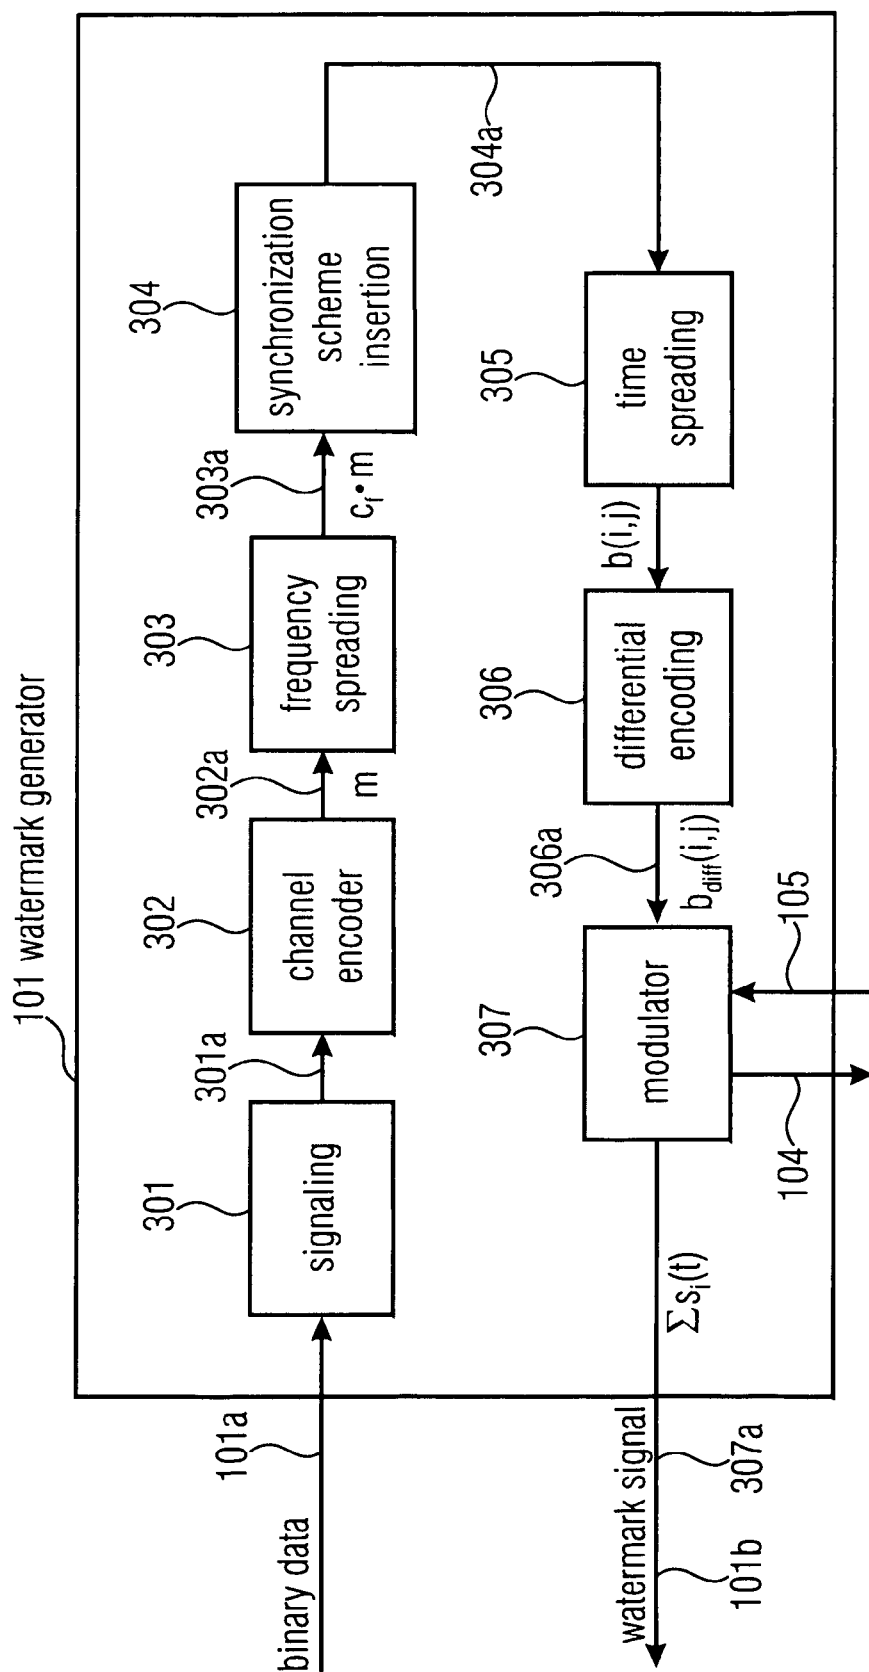 101 watermark generator
binary data
101a
301
signaling
301a
302
channel
encoder
302a
m
303
frequency
spreading
303a
c_f•m
304
synchronization
scheme
insertion
304a
305
time
spreading
b(i,j)
306
differential
encoding
306a
b_diff(i,j)
307
modulator
104
105
Σs_i(t)
307a
watermark signal
101b